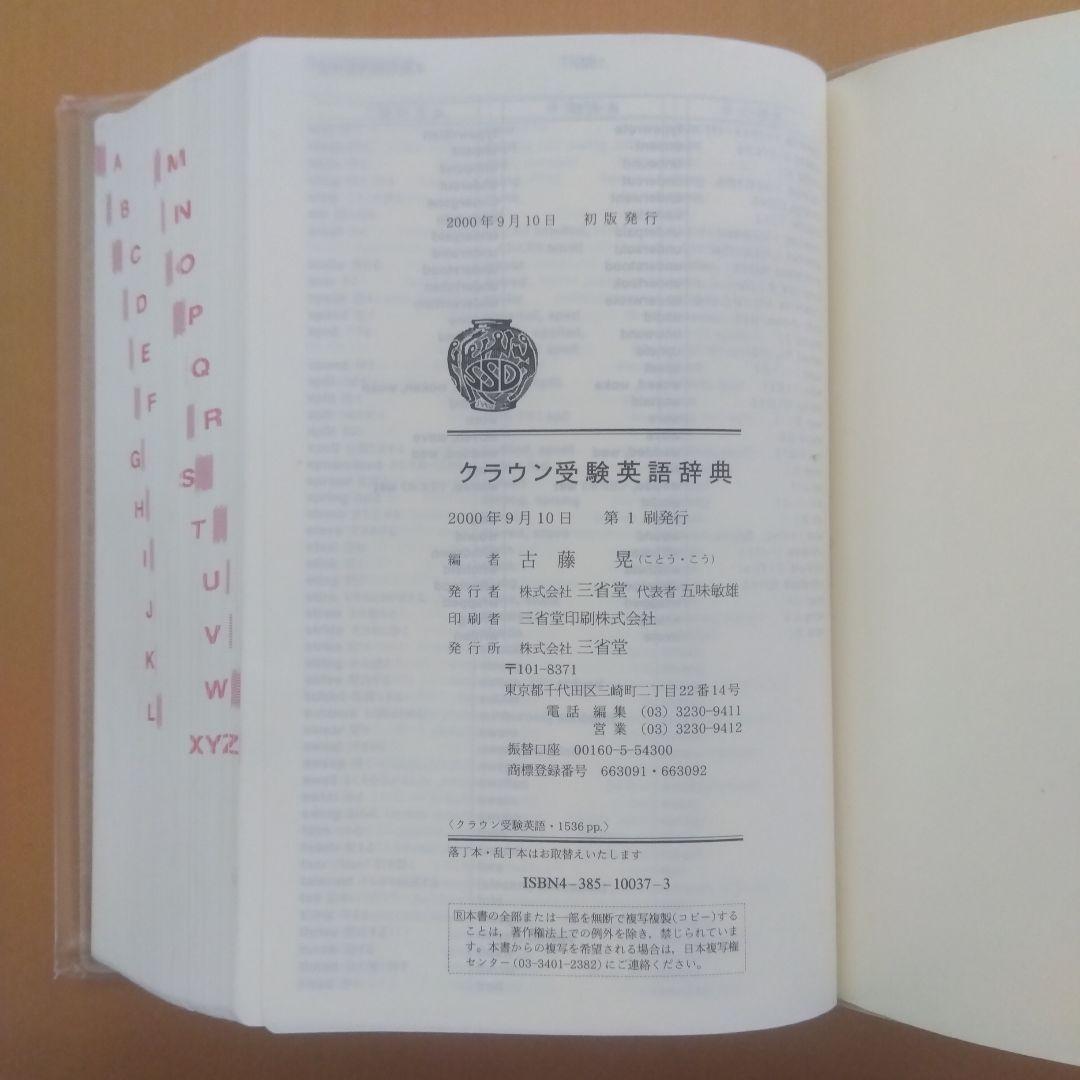 A
B
C
D
E
F
G
H
I
J
K
L
M
N
O
P
Q
R
S
T
U
V
W
XYZ
2000年9月10日 初版発行
SSD
クラウン受験英語辞典
2000年9月10日 第1刷発行
編者 古藤 晃(ことう・こう)
発行者 株式会社 三省堂 代表者 五味敏雄
印刷者 三省堂印刷株式会社
発行所 株式会社 三省堂
〒101-8371
東京都千代田区三崎町二丁目22番14号
電話 編集 (03) 3230-9411
営業 (03) 3230-9412
振替口座 00160-5-54300
商標登録番号 663091・663092
〈クラウン受験英語・1536 pp.〉
落丁本・乱丁本はお取替えいたします
ISBN4-385-10037-3
Ⓡ本書の全部または一部を無断で複写複製(コピー)する
ことは，著作権法上での例外を除き，禁じられていま
す。本書からの複写を希望される場合は，日本複写権
センター(03-3401-2382)にご連絡ください。